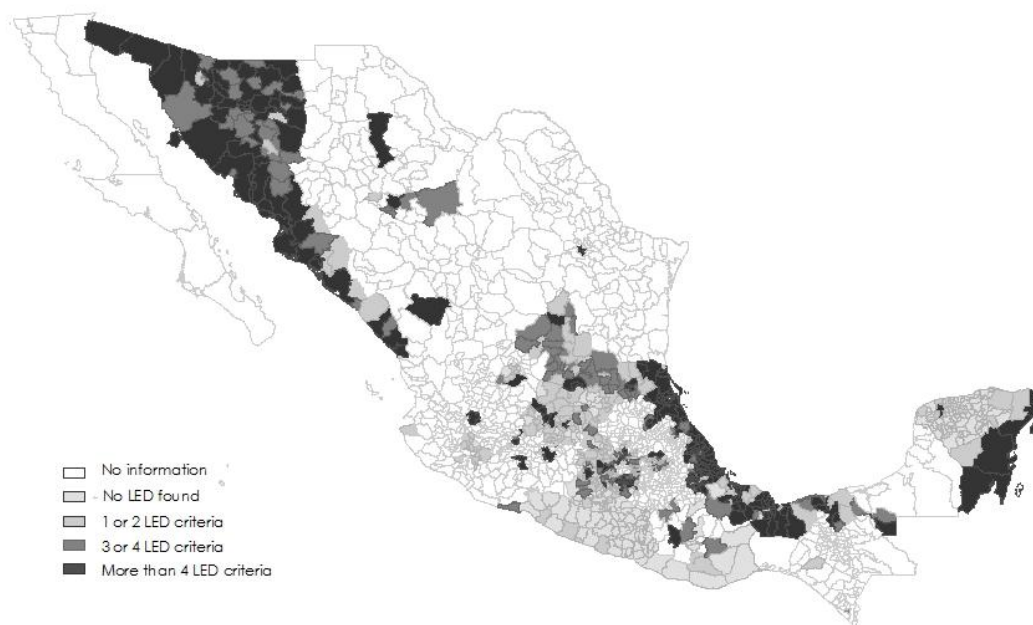 No information
No LED found
1 or 2 LED criteria
3 or 4 LED criteria
More than 4 LED criteria